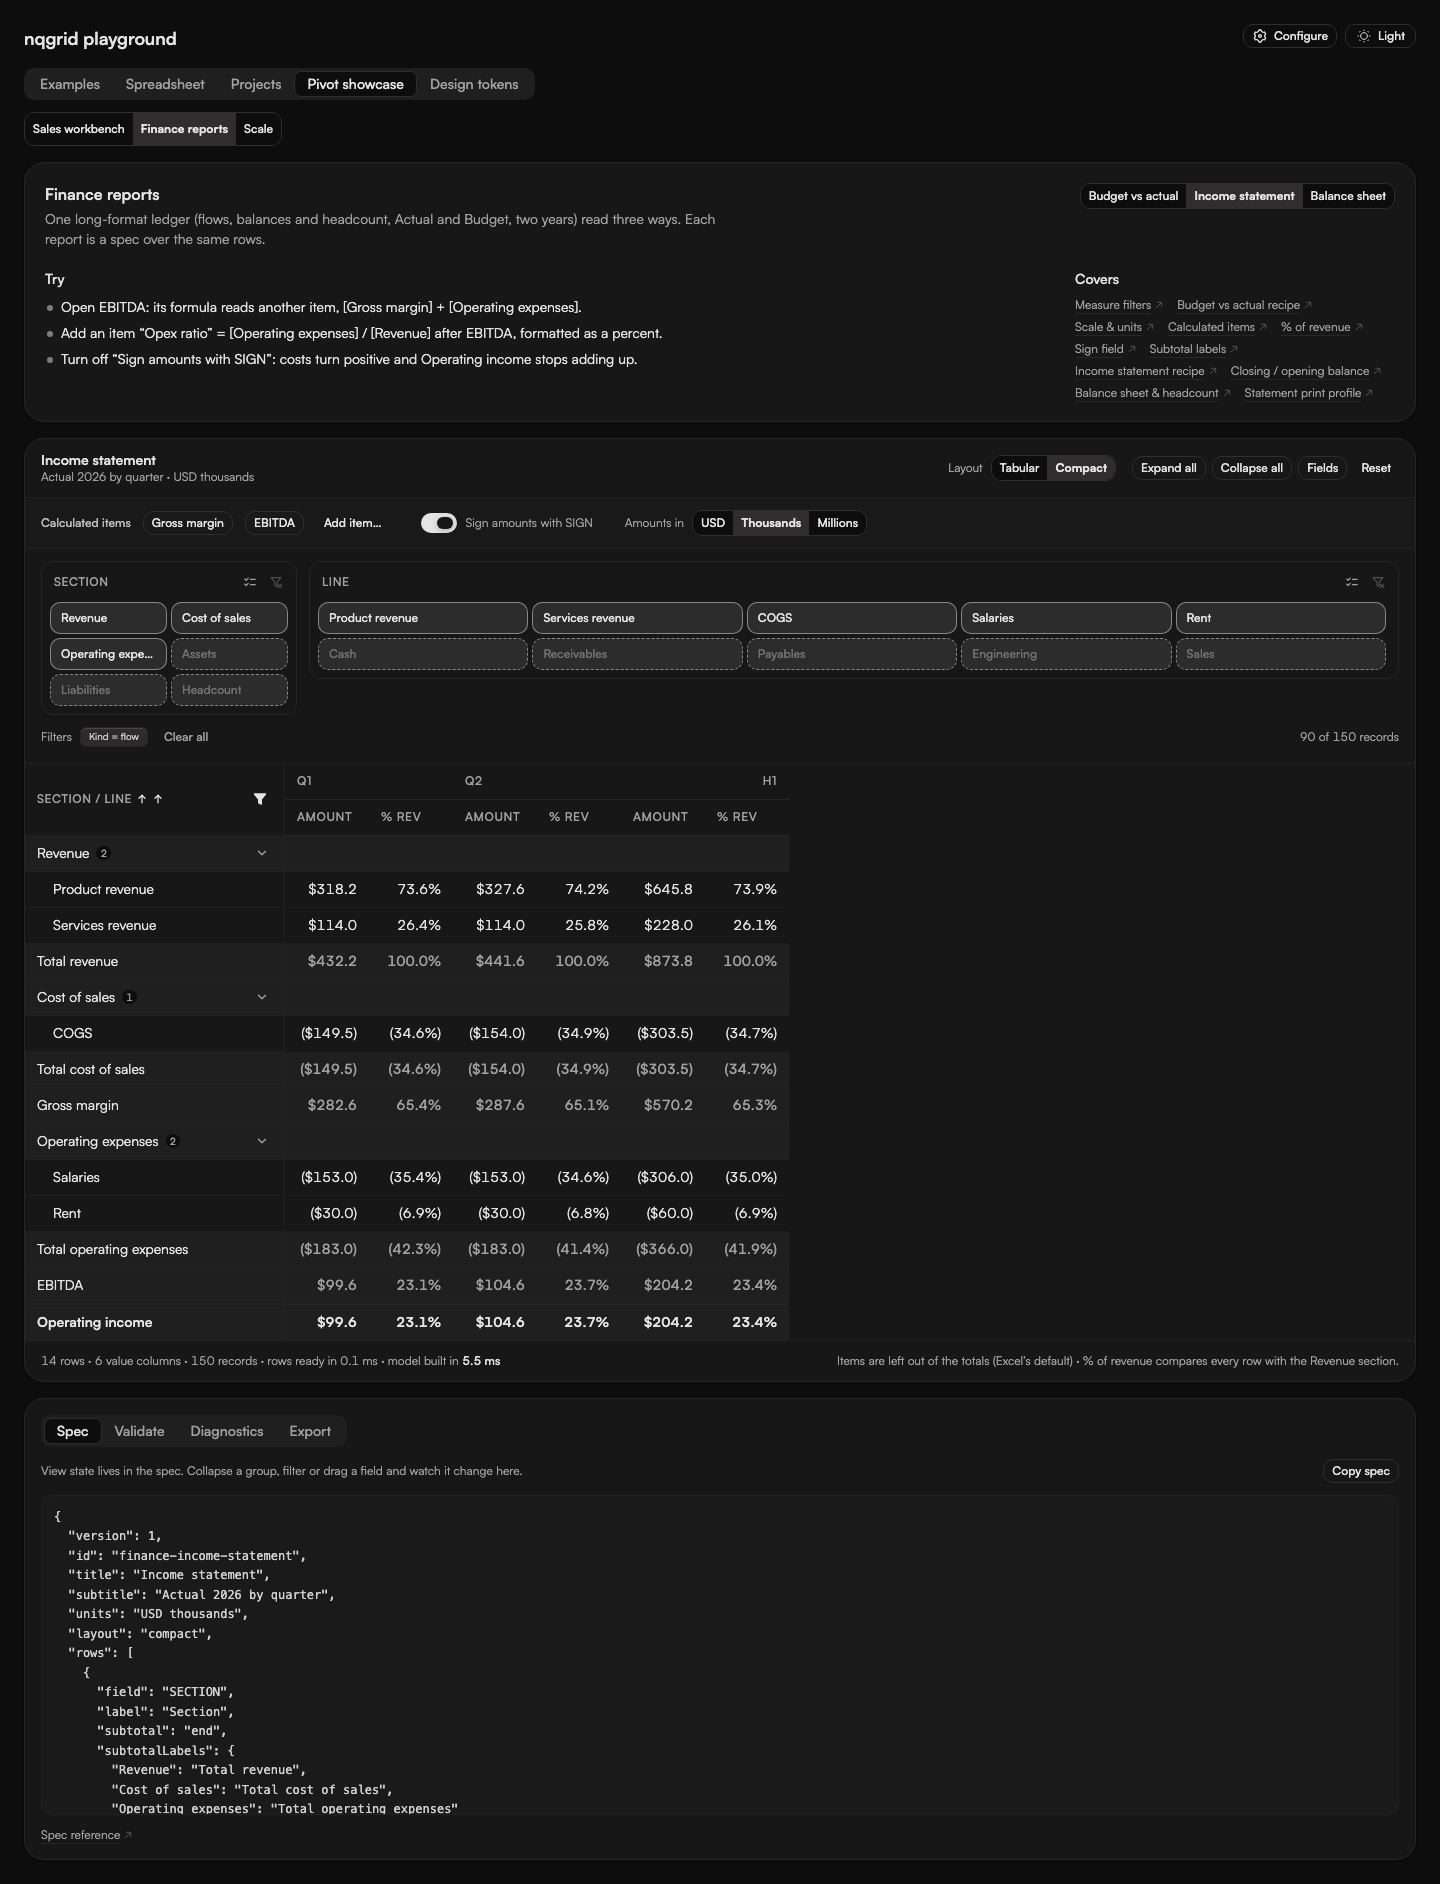 nqgrid playground
Configure
Light
Examples Spreadsheet Projects Pivot showcase Design tokens
Sales workbench Finance reports Scale
Finance reports
Budget vs actual Income statement Balance sheet
One long-format ledger (flows, balances and headcount, Actual and Budget, two years) read three ways. Each
report is a spec over the same rows.
Try
Open EBITDA: its formula reads another item, [Gross margin] + [Operating expenses].
Add an item “Opex ratio” = [Operating expenses] / [Revenue] after EBITDA, formatted as a percent.
Turn off “Sign amounts with SIGN”: costs turn positive and Operating income stops adding up.
Covers
Measure filters ↗ Budget vs actual recipe ↗
Scale & units ↗ Calculated items ↗ % of revenue ↗
Sign field ↗ Subtotal labels ↗
Income statement recipe ↗ Closing / opening balance ↗
Balance sheet & headcount ↗ Statement print profile ↗
Income statement
Actual 2026 by quarter · USD thousands
Layout Tabular Compact Expand all Collapse all Fields Reset
Calculated items Gross margin EBITDA Add item... Sign amounts with SIGN Amounts in USD Thousands Millions
SECTION
Revenue Cost of sales
Operating expe... Assets
Liabilities Headcount
LINE
Product revenue Services revenue COGS Salaries Rent
Cash Receivables Payables Engineering Sales
Filters Kind = flow Clear all 90 of 150 records
SECTION / LINE ↑ ↑ Q1 Q2 H1
AMOUNT % REV AMOUNT % REV AMOUNT % REV
Revenue 2
Product revenue $318.2 73.6% $327.6 74.2% $645.8 73.9%
Services revenue $114.0 26.4% $114.0 25.8% $228.0 26.1%
Total revenue $432.2 100.0% $441.6 100.0% $873.8 100.0%
Cost of sales 1
COGS ($149.5) (34.6%) ($154.0) (34.9%) ($303.5) (34.7%)
Total cost of sales ($149.5) (34.6%) ($154.0) (34.9%) ($303.5) (34.7%)
Gross margin $282.6 65.4% $287.6 65.1% $570.2 65.3%
Operating expenses 2
Salaries ($153.0) (35.4%) ($153.0) (34.6%) ($306.0) (35.0%)
Rent ($30.0) (6.9%) ($30.0) (6.8%) ($60.0) (6.9%)
Total operating expenses ($183.0) (42.3%) ($183.0) (41.4%) ($366.0) (41.9%)
EBITDA $99.6 23.1% $104.6 23.7% $204.2 23.4%
Operating income $99.6 23.1% $104.6 23.7% $204.2 23.4%
14 rows · 6 value columns · 150 records · rows ready in 0.1 ms · model built in 5.5 ms
Items are left out of the totals (Excel's default) · % of revenue compares every row with the Revenue section.
Spec Validate Diagnostics Export
View state lives in the spec. Collapse a group, filter or drag a field and watch it change here.
Copy spec
{
"version": 1,
"id": "finance-income-statement",
"title": "Income statement",
"subtitle": "Actual 2026 by quarter",
"units": "USD thousands",
"layout": "compact",
"rows": [
{
"field": "SECTION",
"label": "Section",
"subtotal": "end",
"subtotalLabels": {
"Revenue": "Total revenue",
"Cost of sales": "Total cost of sales",
"Operating expenses": "Total operating expenses"
Spec reference ↗